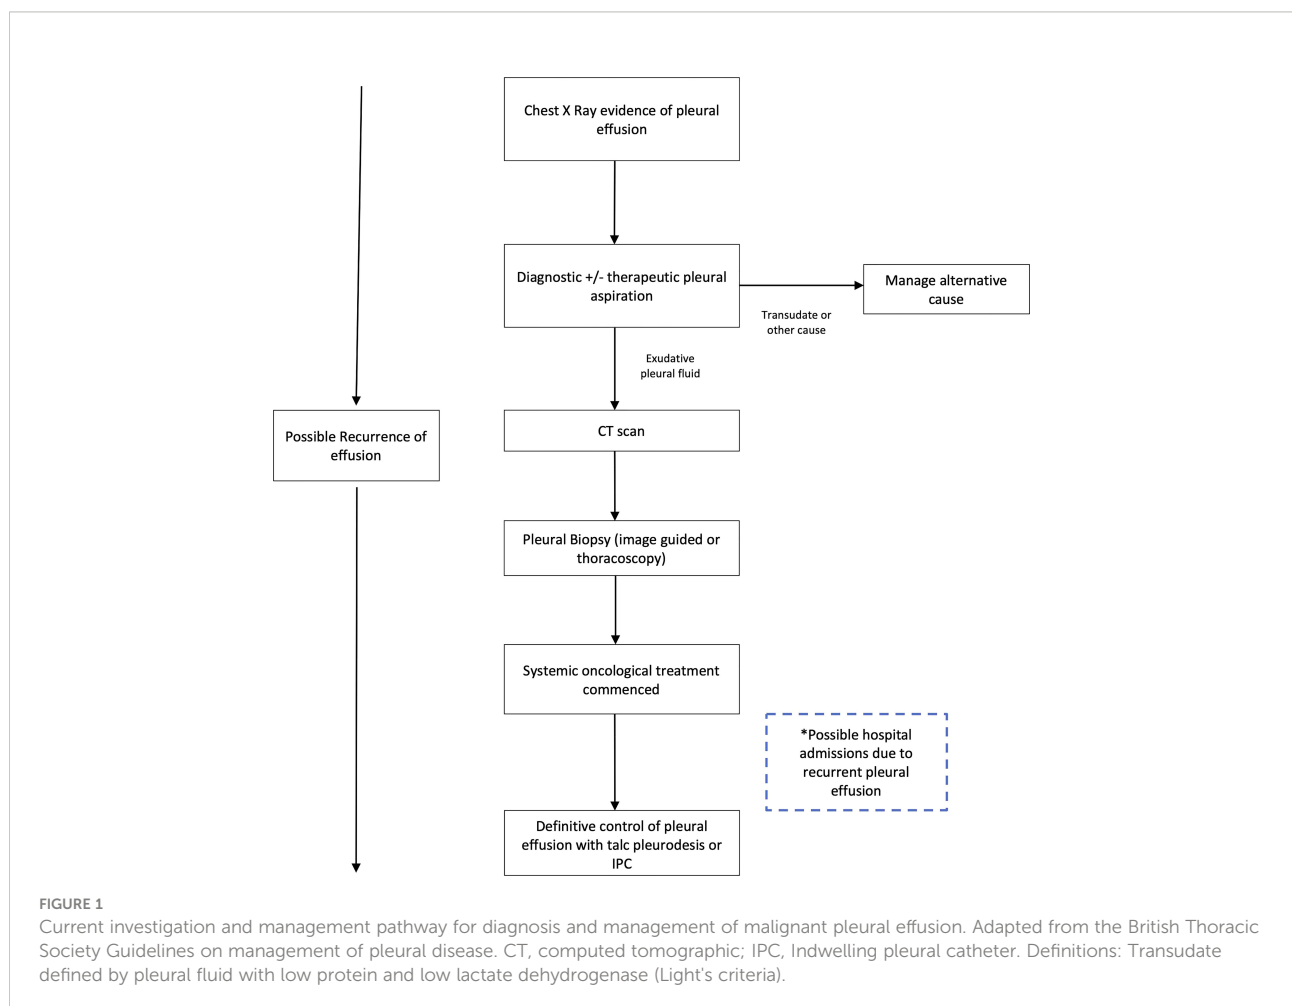 Chest X Ray evidence of pleural
effusion
Diagnostic +/- therapeutic pleural
aspiration
Manage alternative
cause
Transudate or
other cause
Exudative
pleural fluid
Possible Recurrence of
effusion
CT scan
Pleural Biopsy (image guided or
thoracoscopy)
Systemic oncological treatment
commenced
*Possible hospital
admissions due to
recurrent pleural
effusion
Definitive control of pleural
effusion with talc pleurodesis or
IPC
FIGURE 1
Current investigation and management pathway for diagnosis and management of malignant pleural effusion. Adapted from the British Thoracic
Society Guidelines on management of pleural disease. CT, computed tomographic; IPC, Indwelling pleural catheter. Definitions: Transudate
defined by pleural fluid with low protein and low lactate dehydrogenase (Light's criteria).